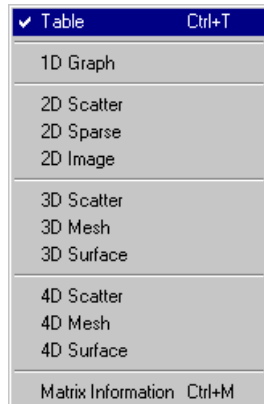 ✓ Table Ctrl+T
1D Graph
2D Scatter
2D Sparse
2D Image
3D Scatter
3D Mesh
3D Surface
4D Scatter
4D Mesh
4D Surface
Matrix Information Ctrl+M